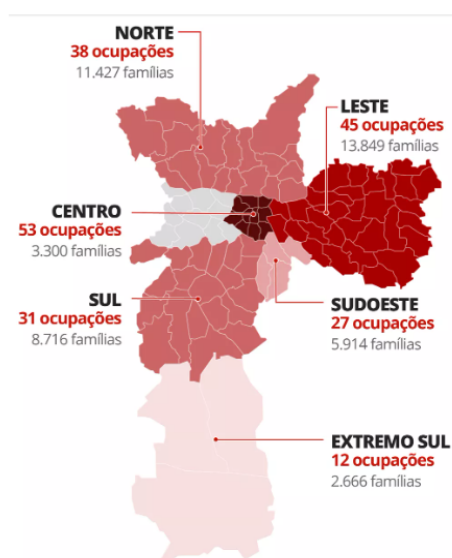 NORTE
38 ocupações
11.427 famílias
LESTE
45 ocupações
13.849 famílias
CENTRO
53 ocupações
3.300 famílias
SUL
31 ocupações
8.716 famílias
SUDOESTE
27 ocupações
5.914 famílias
EXTREMO SUL
12 ocupações
2.666 famílias